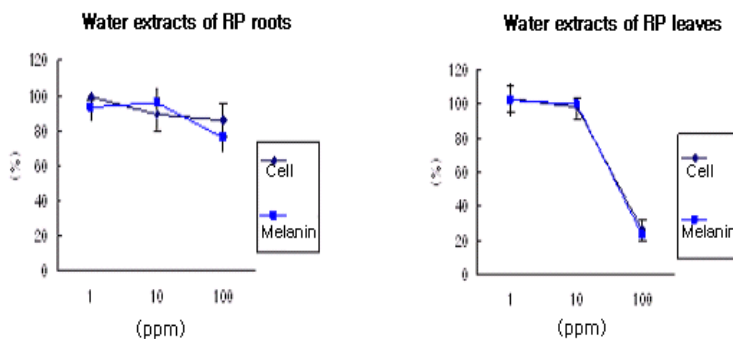 Water extracts of RP roots
120
100
80
60
40
20
0
(%)
1 10 100
(ppm)
Cell
Melanin
Water extracts of RP leaves
120
100
80
60
40
20
0
(%)
1 10 100
(ppm)
Cell
Melanin